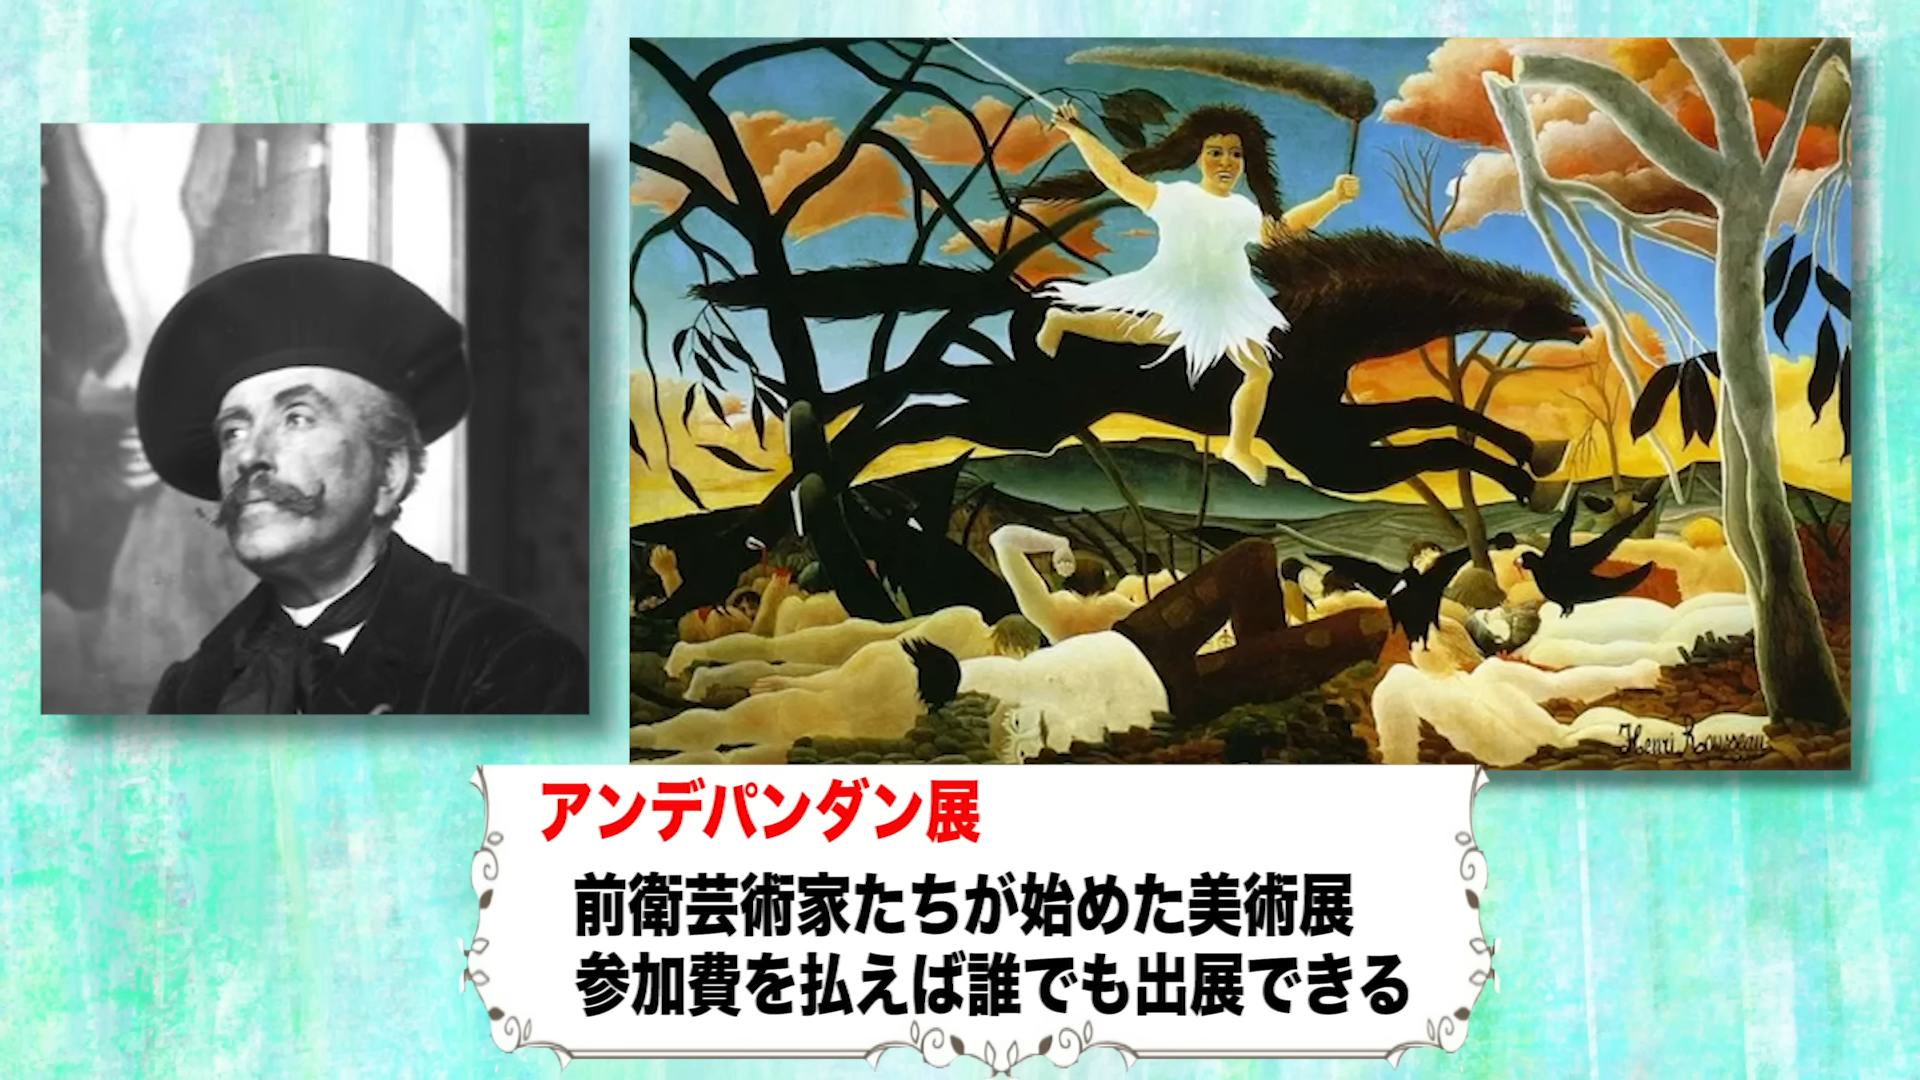 Henri Rousseau
アンデパンダン展
前衛芸術家たちが始めた美術展
参加費を払えば誰でも出展できる